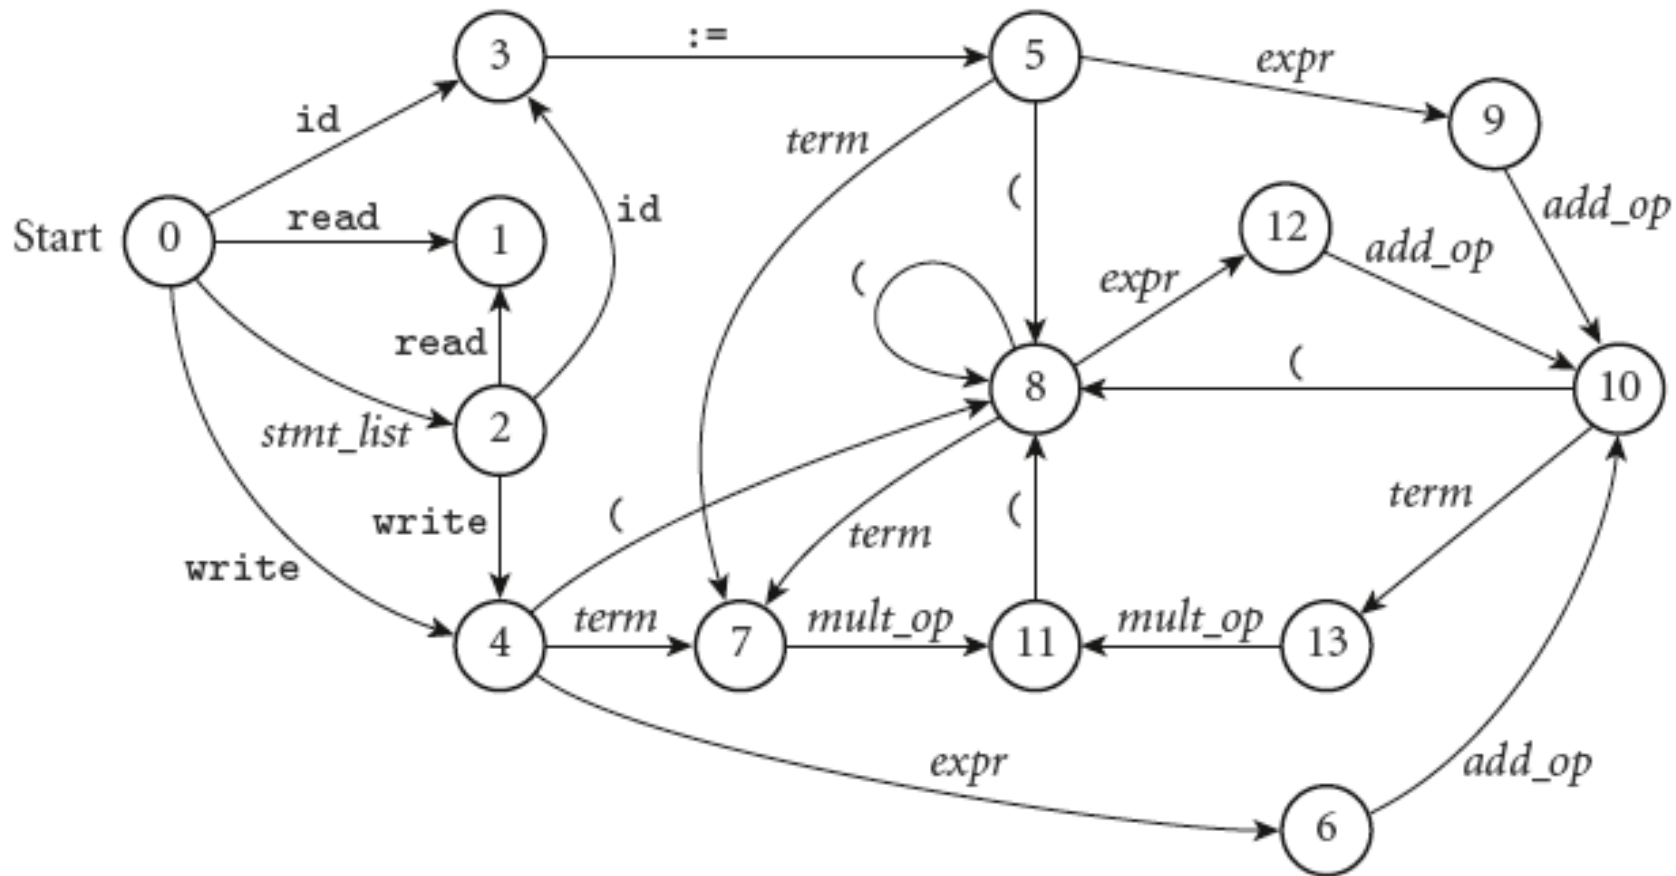 3
:=
5
expr
9
id
term
(
id
add_op
Start
0
read
1
12
add_op
(
expr
read
8
(
10
stmt_list
2
write
(
(
term
term
write
4
term
7
mult_op
11
mult_op
13
expr
add_op
6